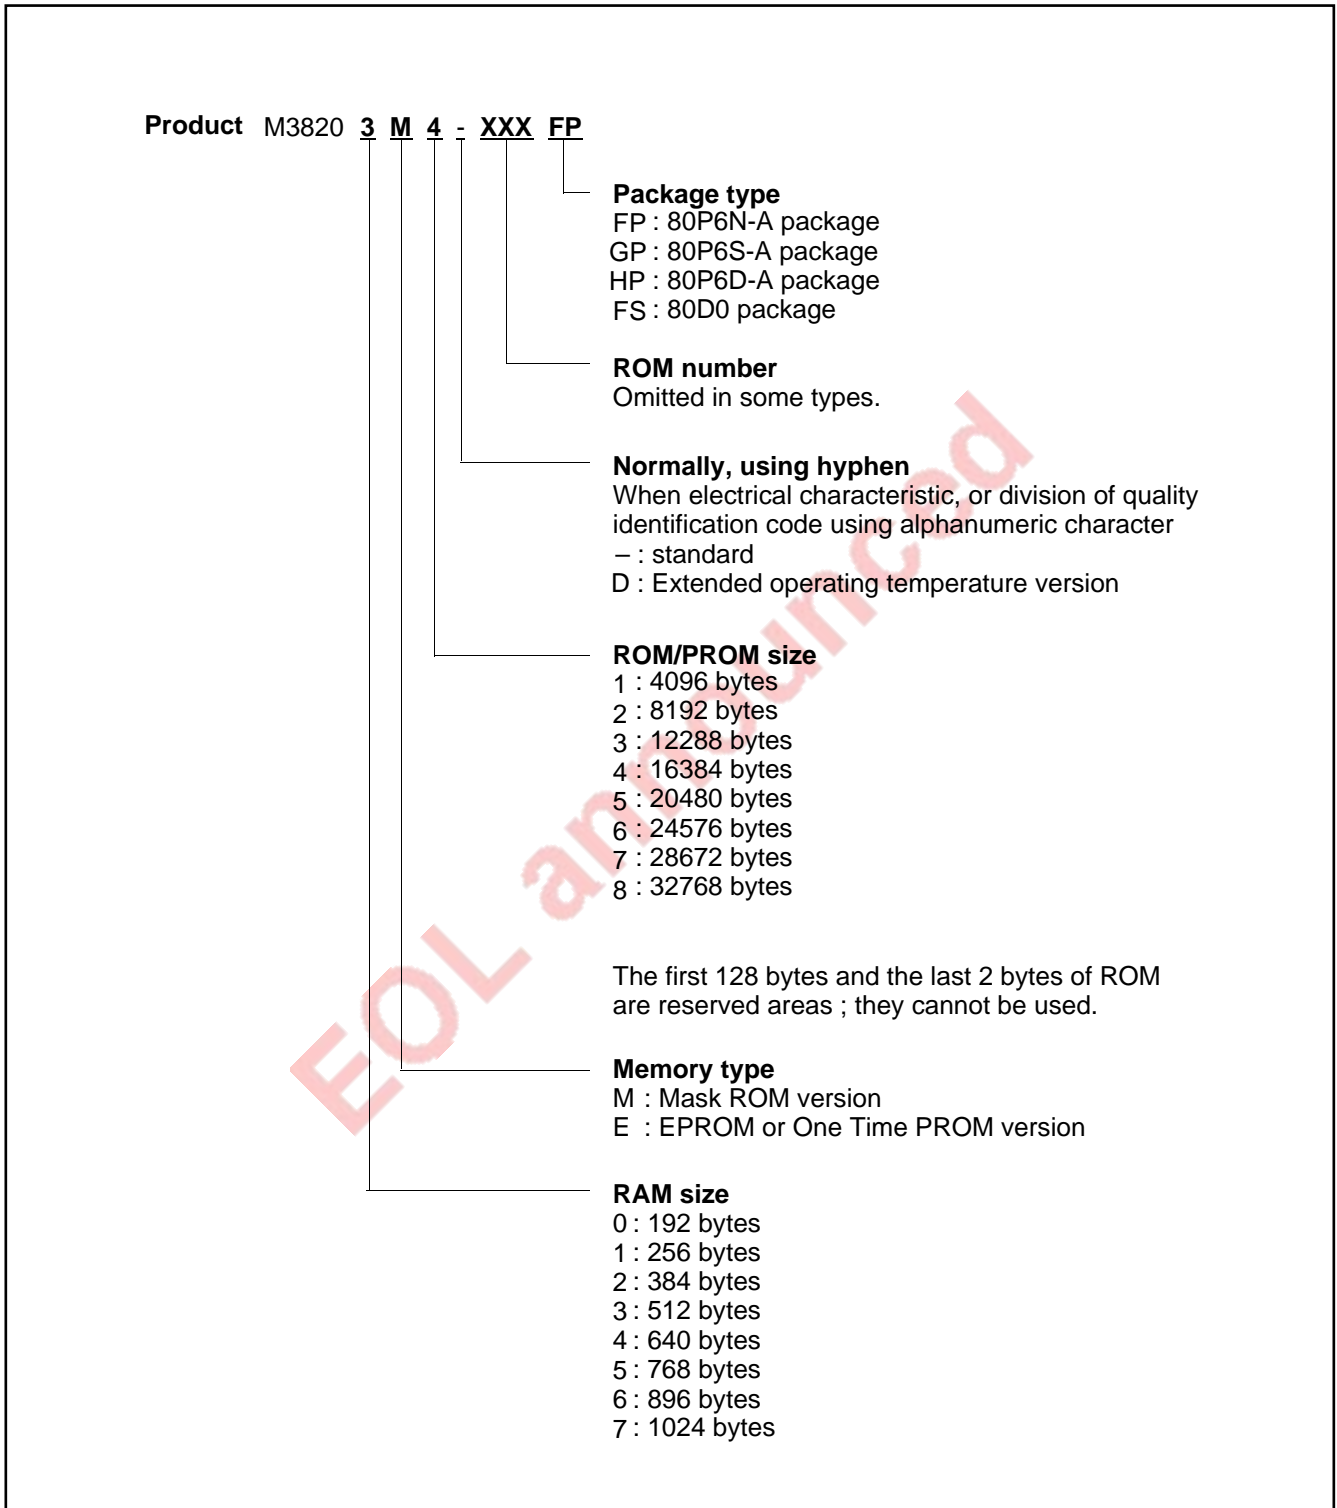 Product M3820 3 M 4 - XXX FP
Package type
FP : 80P6N-A package
GP : 80P6S-A package
HP : 80P6D-A package
FS : 80D0 package
ROM number
Omitted in some types.
Normally, using hyphen
When electrical characteristic, or division of quality
identification code using alphanumeric character
– : standard
D : Extended operating temperature version
ROM/PROM size
1 : 4096 bytes
2 : 8192 bytes
3 : 12288 bytes
4 : 16384 bytes
5 : 20480 bytes
6 : 24576 bytes
7 : 28672 bytes
8 : 32768 bytes
The first 128 bytes and the last 2 bytes of ROM
are reserved areas ; they cannot be used.
Memory type
M : Mask ROM version
E : EPROM or One Time PROM version
RAM size
0 : 192 bytes
1 : 256 bytes
2 : 384 bytes
3 : 512 bytes
4 : 640 bytes
5 : 768 bytes
6 : 896 bytes
7 : 1024 bytes
EOL announced